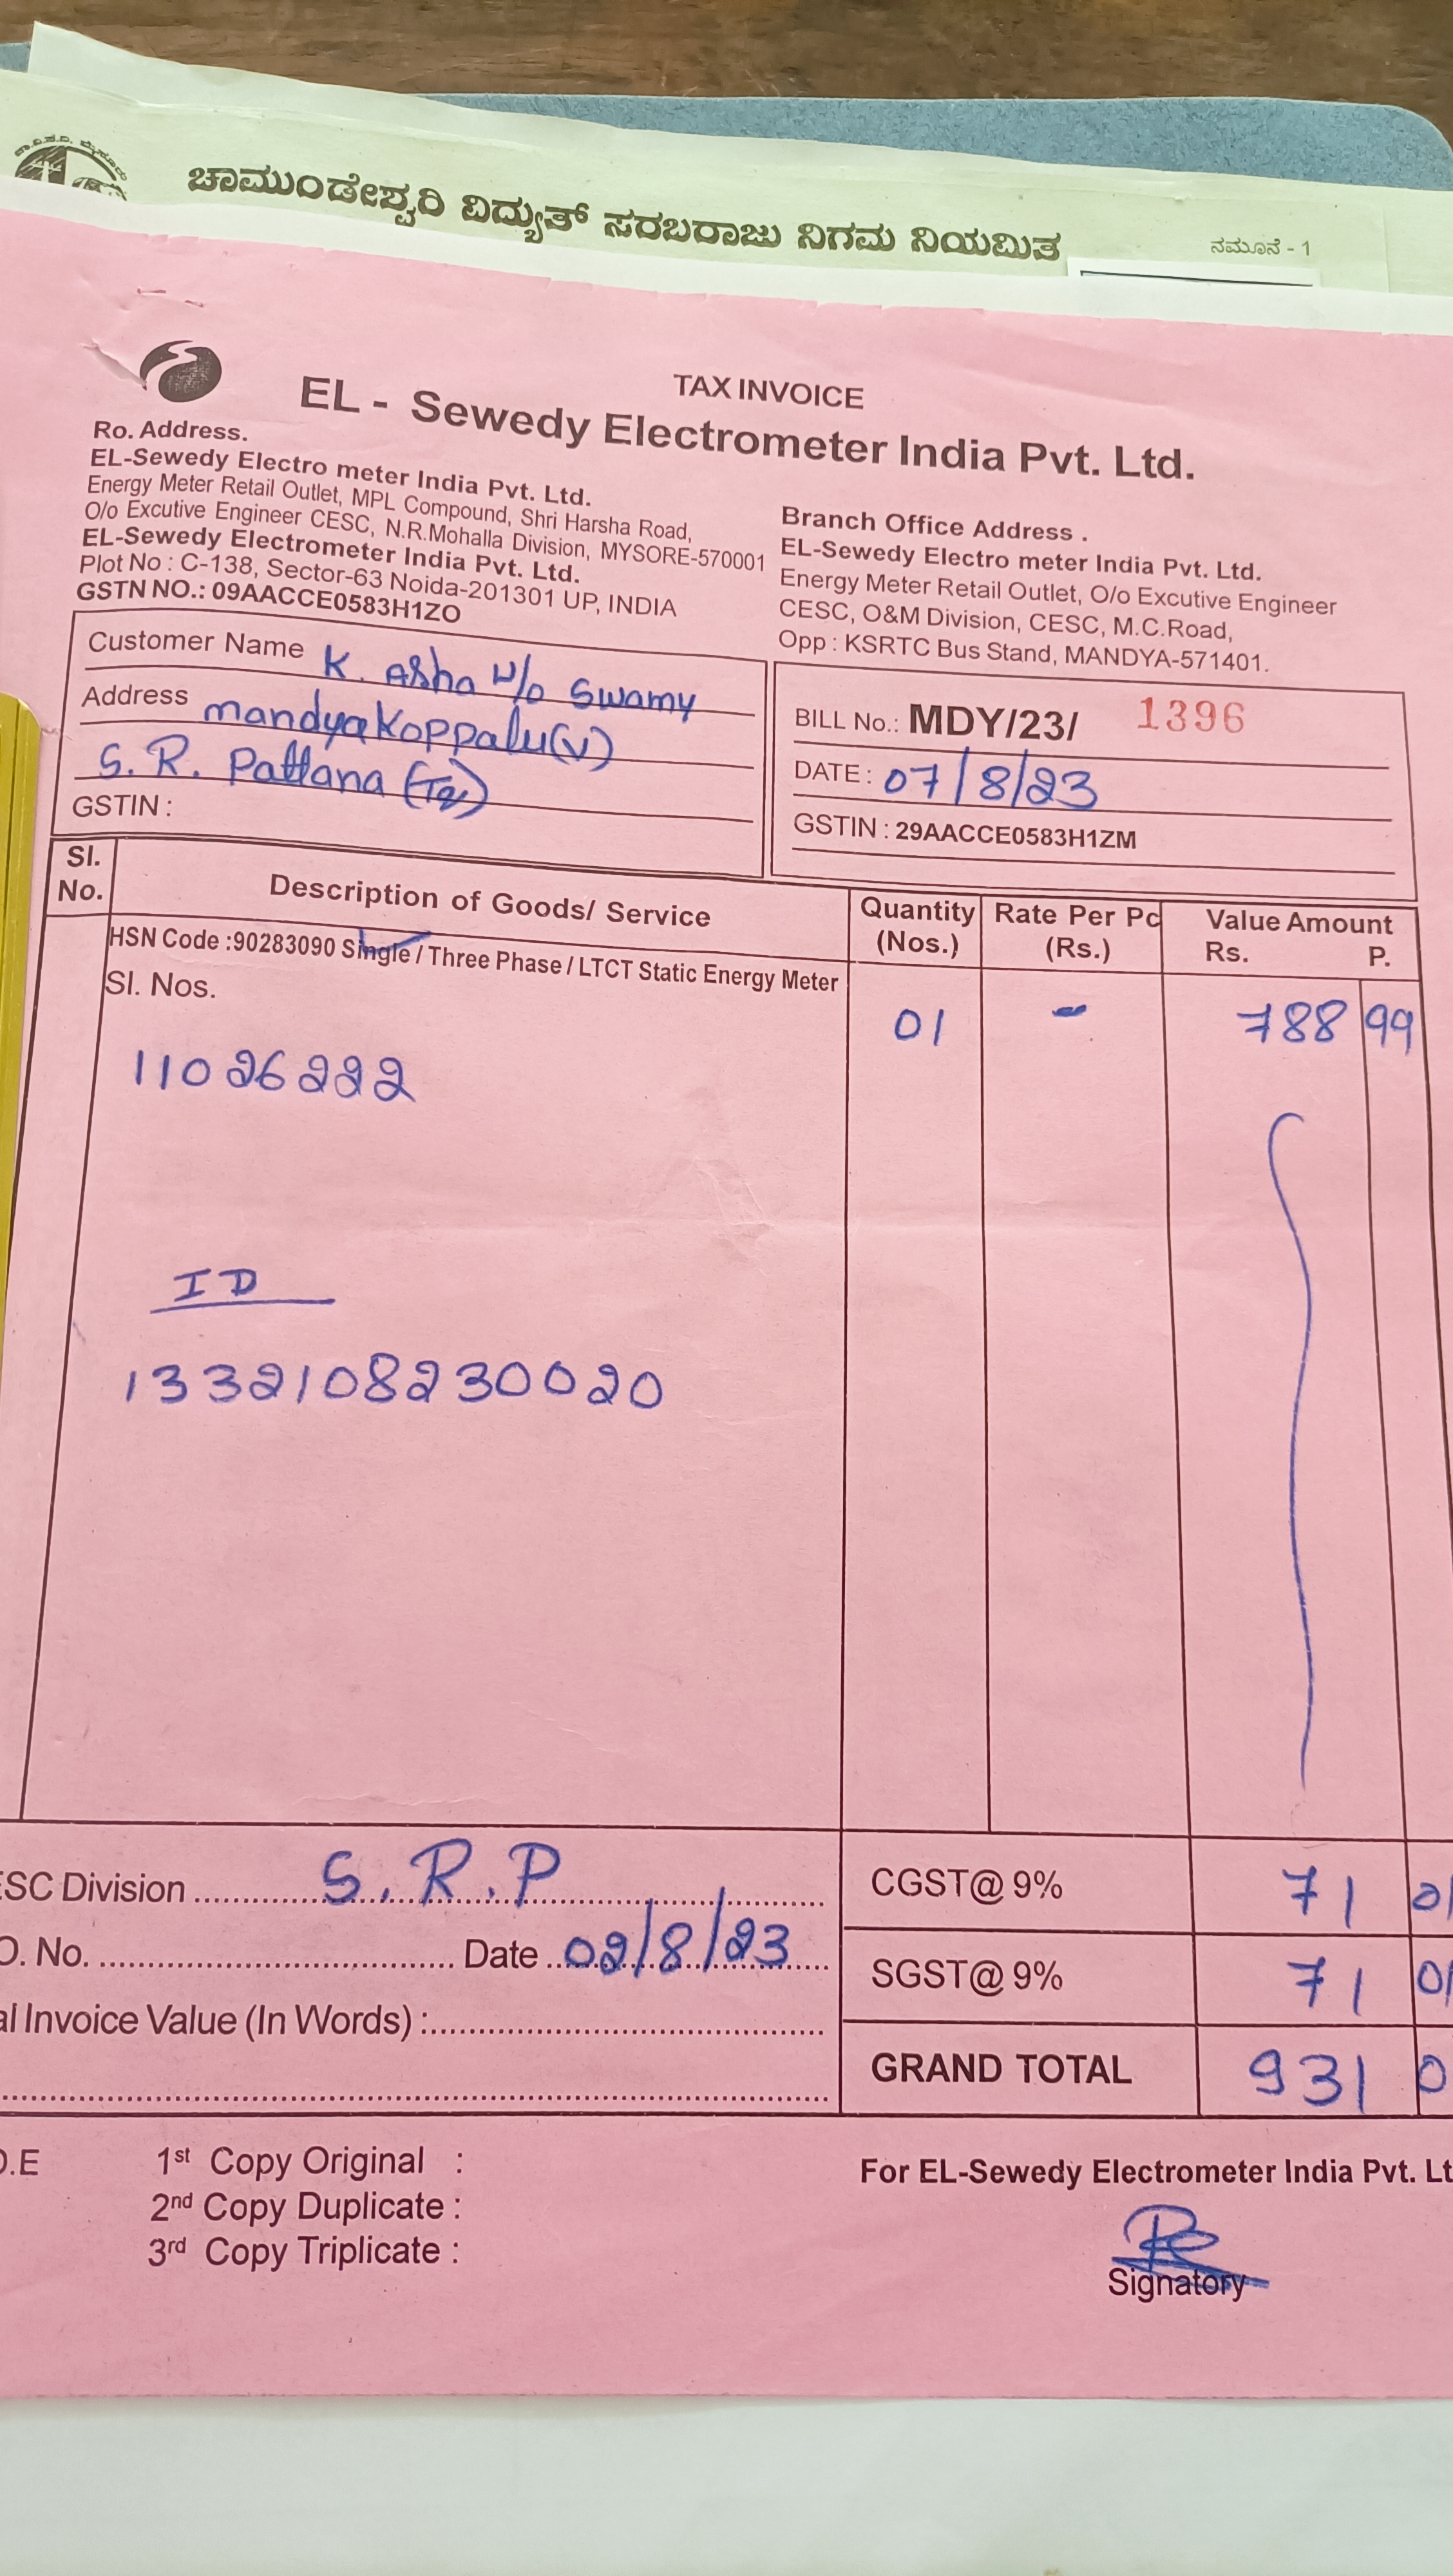 ಚಾ.ವಿ.ಸ.ನಿ. ಮೈಸೂರು
ಚಾಮುಂಡೇಶ್ವರಿ ವಿದ್ಯುತ್ ಸರಬರಾಜು ನಿಗಮ ನಿಯಮಿತ
ನಮೂನೆ - 1
TAX INVOICE
EL - Sewedy Electrometer India Pvt. Ltd.
Ro. Address.
EL-Sewedy Electro meter India Pvt. Ltd.
Energy Meter Retail Outlet, MPL Compound, Shri Harsha Road,
O/o Excutive Engineer CESC, N.R.Mohalla Division, MYSORE-570001
EL-Sewedy Electrometer India Pvt. Ltd.
Plot No : C-138, Sector-63 Noida-201301 UP, INDIA
GSTN NO.: 09AACCE0583H1ZO
Branch Office Address .
EL-Sewedy Electro meter India Pvt. Ltd.
Energy Meter Retail Outlet, O/o Excutive Engineer
CESC, O&M Division, CESC, M.C.Road,
Opp : KSRTC Bus Stand, MANDYA-571401.
Customer Name K. Asha W/o Swamy
Address mandyakoppalu(V)
S. R. Pattana (Tq)
GSTIN :
BILL No.: MDY/23/ 1396
DATE : 07/8/23
GSTIN : 29AACCE0583H1ZM
Sl. No. Description of Goods/ Service Quantity (Nos.) Rate Per Pc (Rs.) Value Amount Rs. P.
HSN Code :90283090 Single / Three Phase / LTCT Static Energy Meter
Sl. Nos.
01 - 788 99
11026222
ID
1332108230020
ESC Division S.R.P
O. No. Date 02/8/23
al Invoice Value (In Words) :
CGST@ 9% 71 01
SGST@ 9% 71 01
GRAND TOTAL 931 0
O.E
1st Copy Original :
2nd Copy Duplicate :
3rd Copy Triplicate :
For EL-Sewedy Electrometer India Pvt. Lt
Signatory